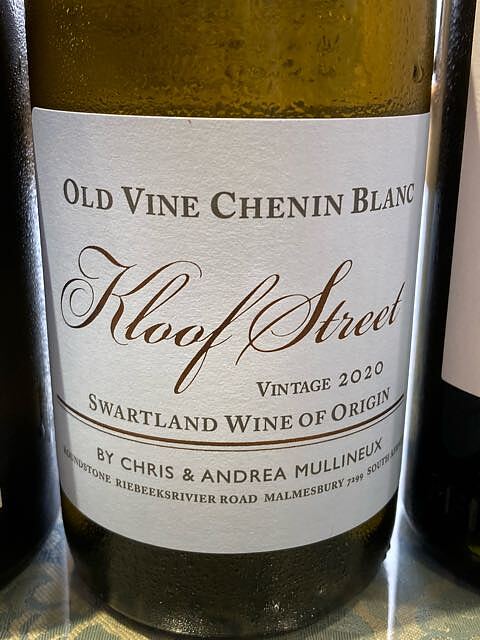 OLD VINE CHENIN BLANC
Kloof Street
VINTAGE 2020
SWARTLAND WINE OF ORIGIN
BY CHRIS & ANDREA MULLINEUX
ROUNDSTONE RIEBEEKSRIVIER ROAD MALMESBURY 7299 SOUTH